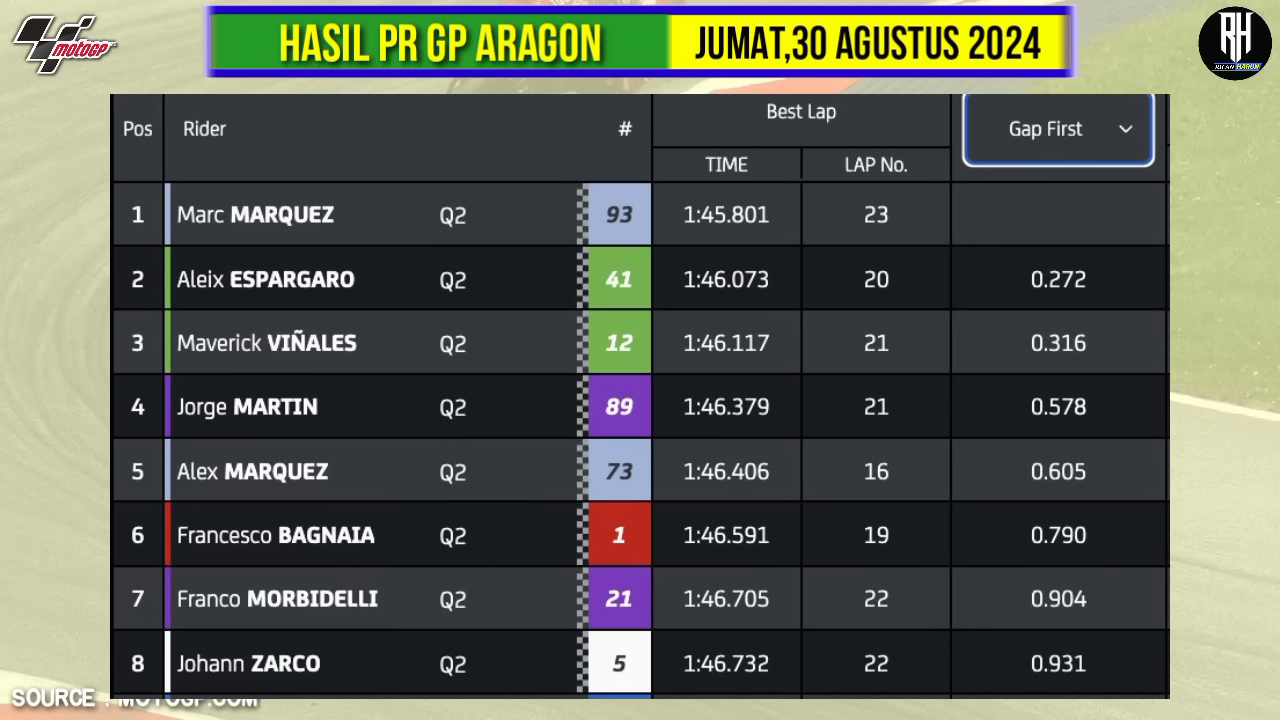 MotoGP
HASIL PR GP ARAGON
JUMAT,30 AGUSTUS 2024
RH
Pos Rider # Best Lap Gap First
TIME LAP No.
1 Marc MARQUEZ Q2 93 1:45.801 23
2 Aleix ESPARGARO Q2 41 1:46.073 20 0.272
3 Maverick VIÑALES Q2 12 1:46.117 21 0.316
4 Jorge MARTIN Q2 89 1:46.379 21 0.578
5 Alex MARQUEZ Q2 73 1:46.406 16 0.605
6 Francesco BAGNAIA Q2 1 1:46.591 19 0.790
7 Franco MORBIDELLI Q2 21 1:46.705 22 0.904
8 Johann ZARCO Q2 5 1:46.732 22 0.931
SOURCE : MOTOGP.COM